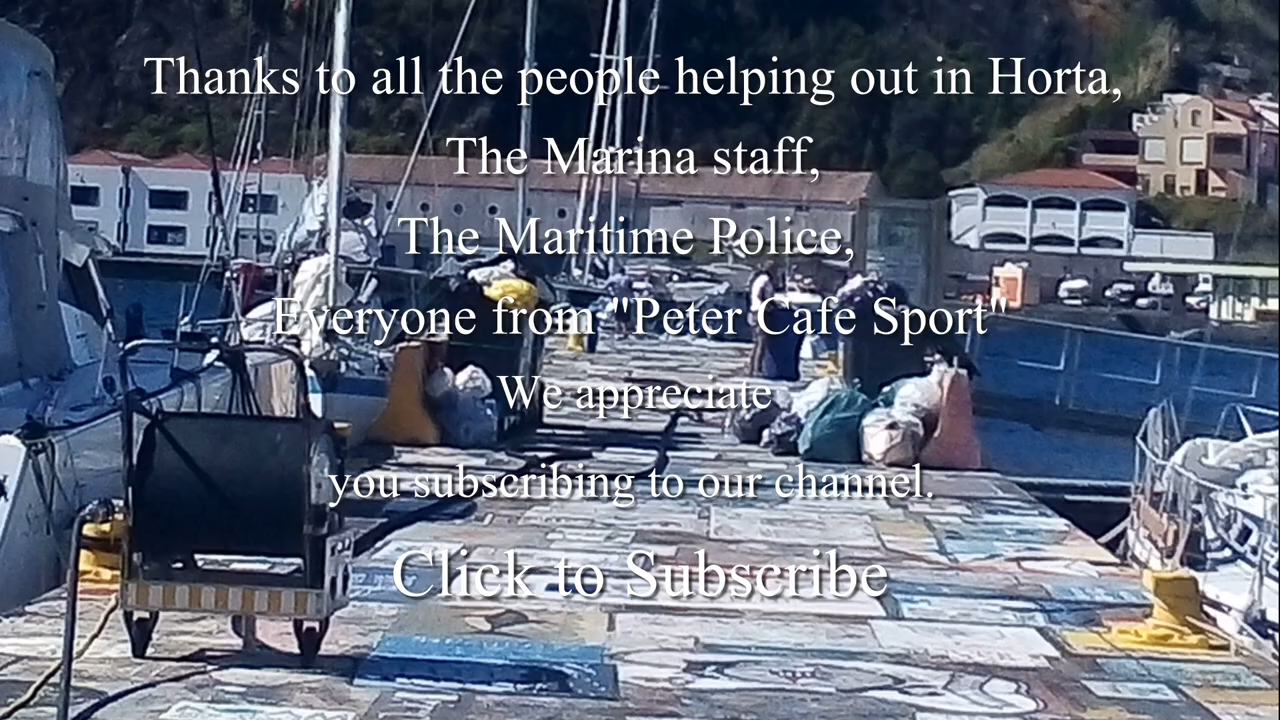 Thanks to all the people helping out in Horta,
The Marina staff,
The Maritime Police,
Everyone from "Peter Cafe Sport"
We appreciate
you subscribing to our channel.
Click to Subscribe